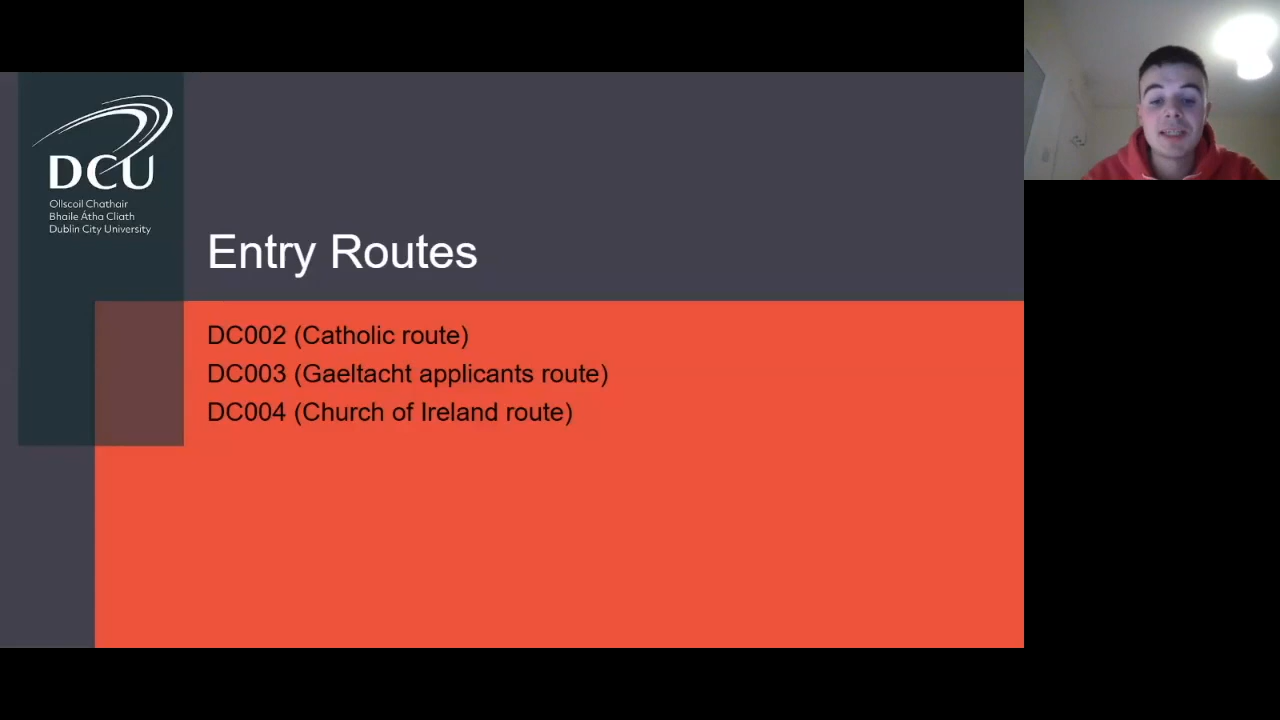 DCU
Ollscoil Chathair
Bhaile Átha Cliath
Dublin City University
Entry Routes
DC002 (Catholic route)
DC003 (Gaeltacht applicants route)
DC004 (Church of Ireland route)